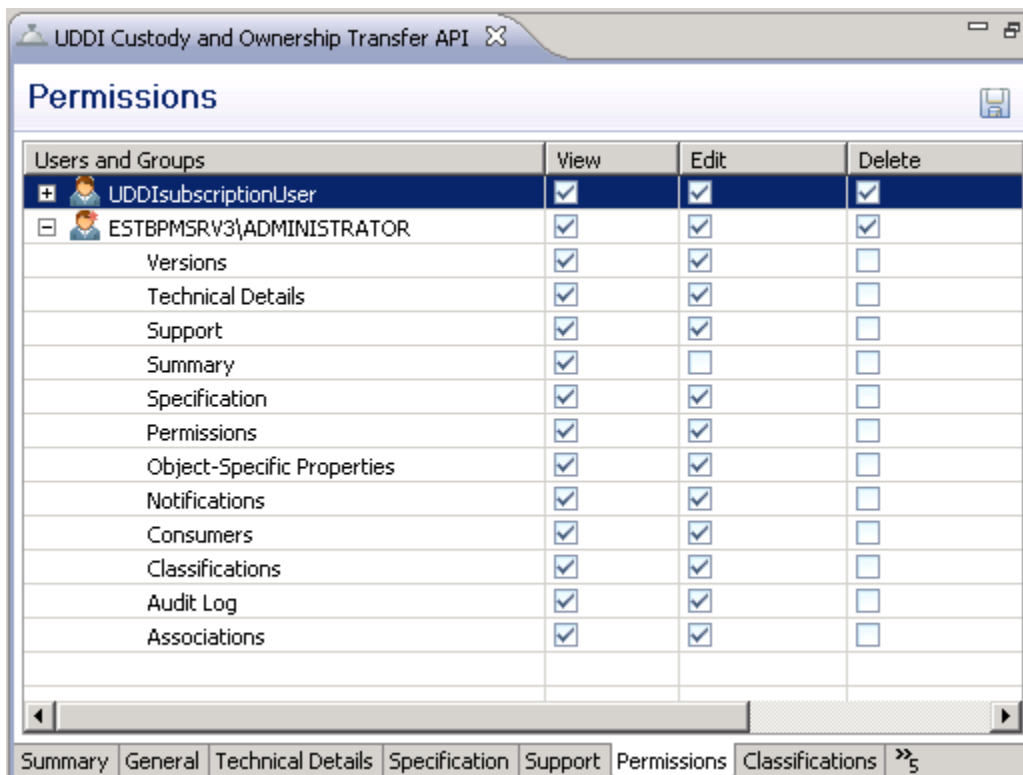 UDDI Custody and Ownership Transfer API
Permissions
Users and Groups View Edit Delete
UDDIsubscriptionUser
ESTBPMSRV3\ADMINISTRATOR
Versions
Technical Details
Support
Summary
Specification
Permissions
Object-Specific Properties
Notifications
Consumers
Classifications
Audit Log
Associations
Summary General Technical Details Specification Support Permissions Classifications »5